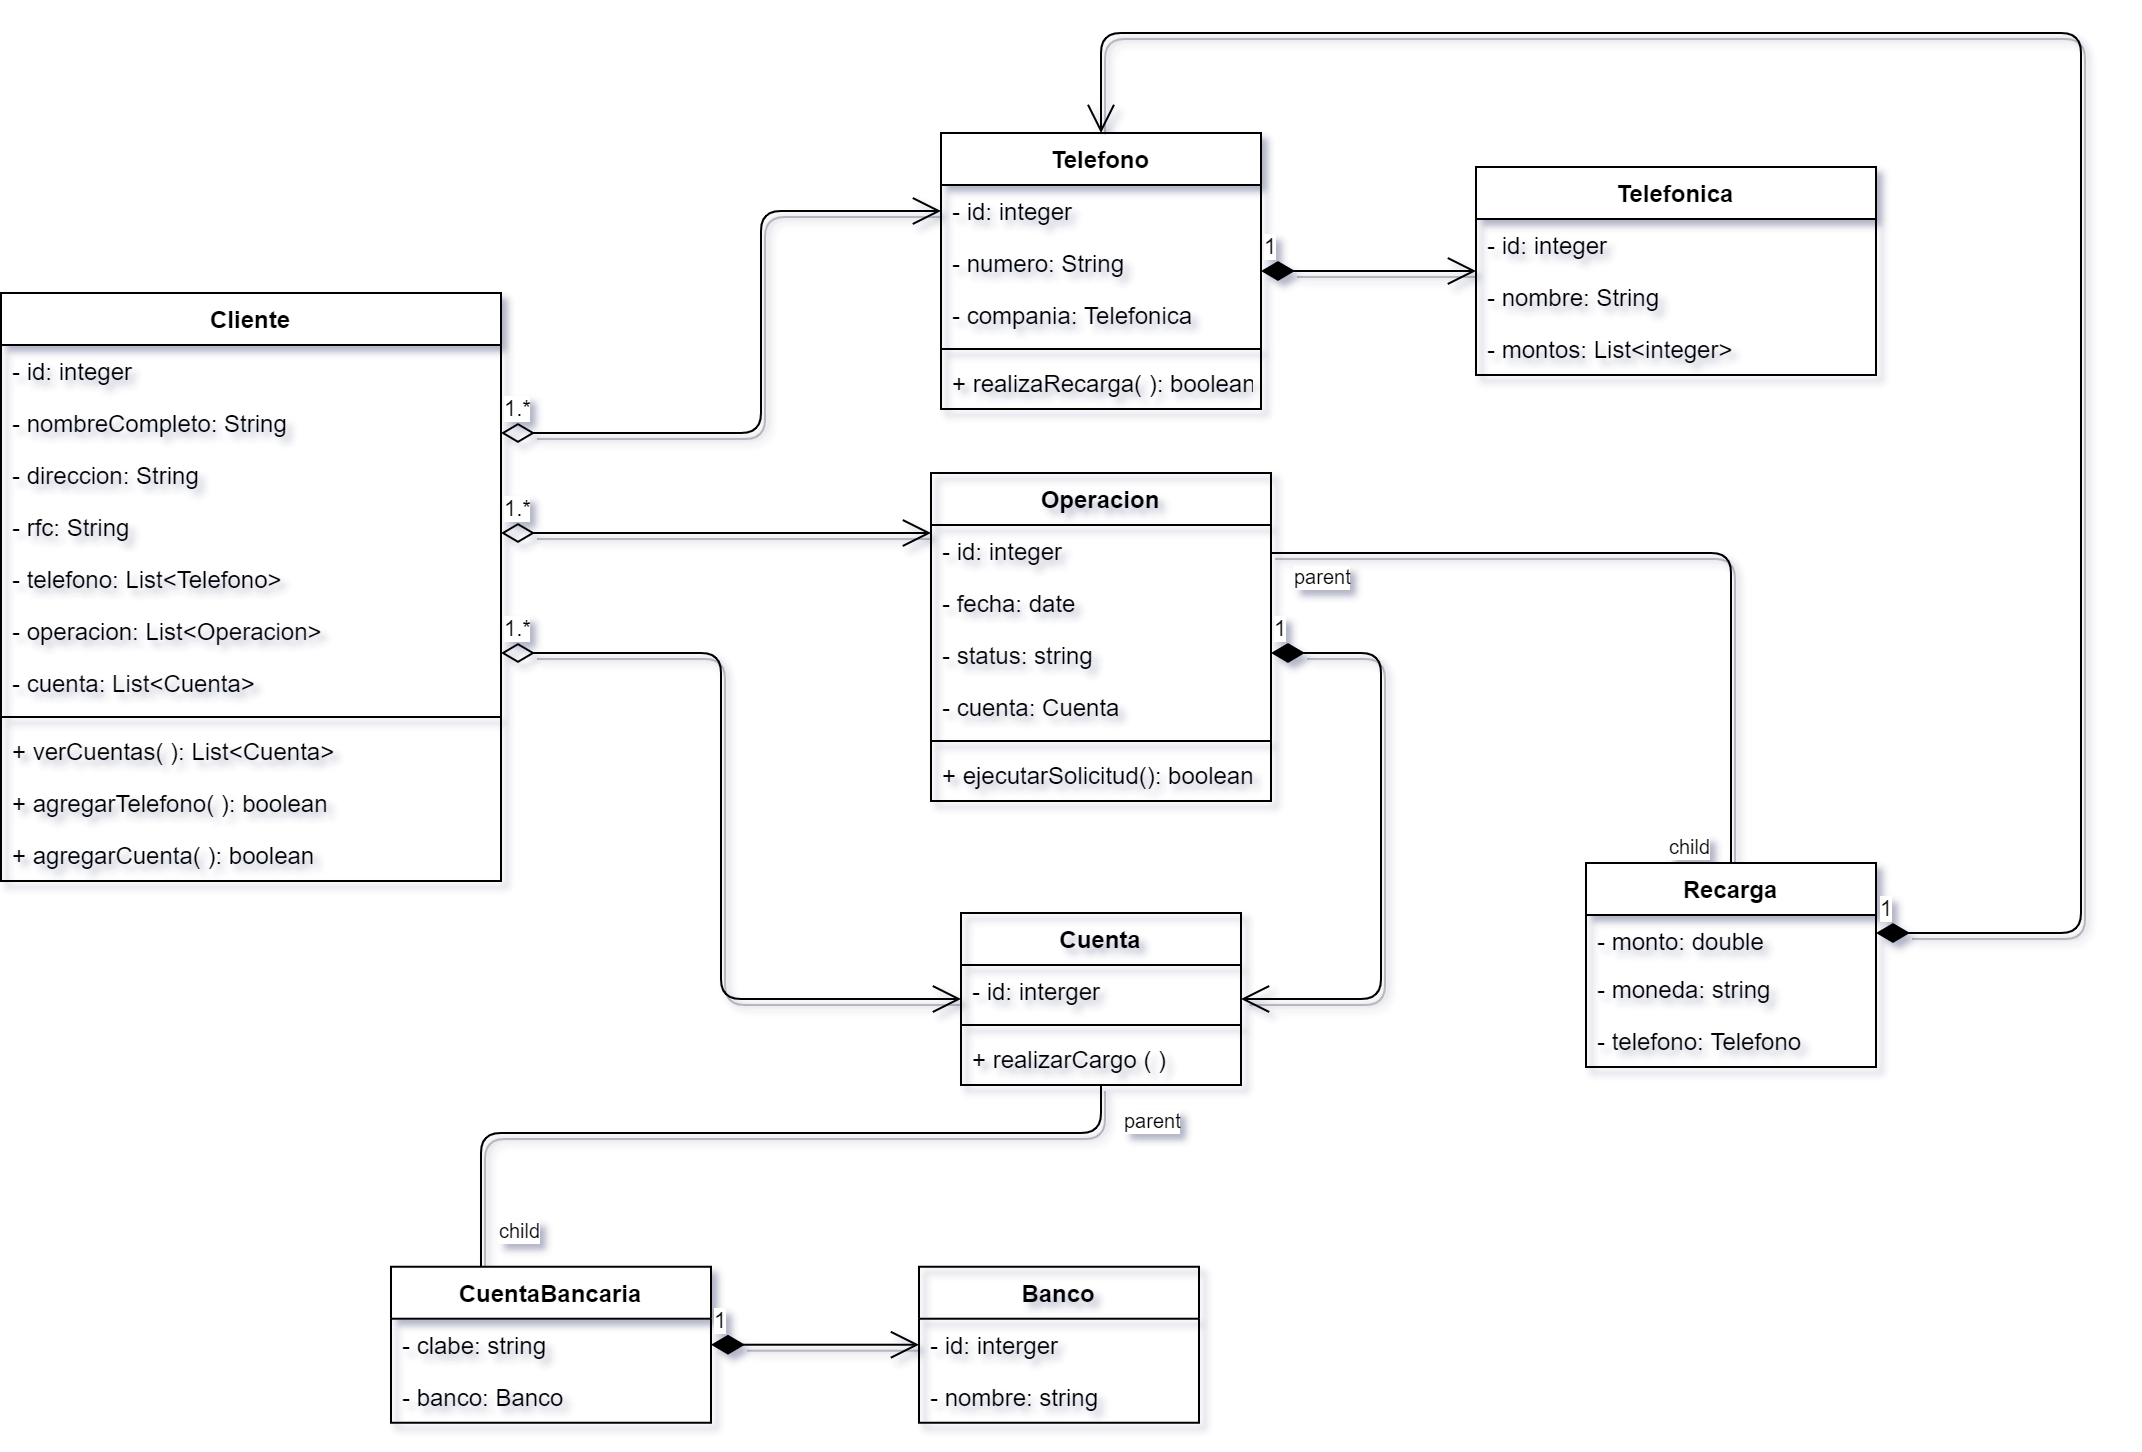 Telefono
- id: integer
- numero: String
- compania: Telefonica
+ realizaRecarga( ): boolean
1
Telefonica
- id: integer
- nombre: String
- montos: List<integer>
Cliente
- id: integer
- nombreCompleto: String
- direccion: String
- rfc: String
- telefono: List<Telefono>
- operacion: List<Operacion>
- cuenta: List<Cuenta>
+ verCuentas( ): List<Cuenta>
+ agregarTelefono( ): boolean
+ agregarCuenta( ): boolean
1.*
1.*
1.*
Operacion
- id: integer
- fecha: date
- status: string
- cuenta: Cuenta
+ ejecutarSolicitud(): boolean
parent
1
child
Recarga
- monto: double
- moneda: string
- telefono: Telefono
1
Cuenta
- id: interger
+ realizarCargo ( )
parent
child
CuentaBancaria
- clabe: string
- banco: Banco
1
Banco
- id: interger
- nombre: string